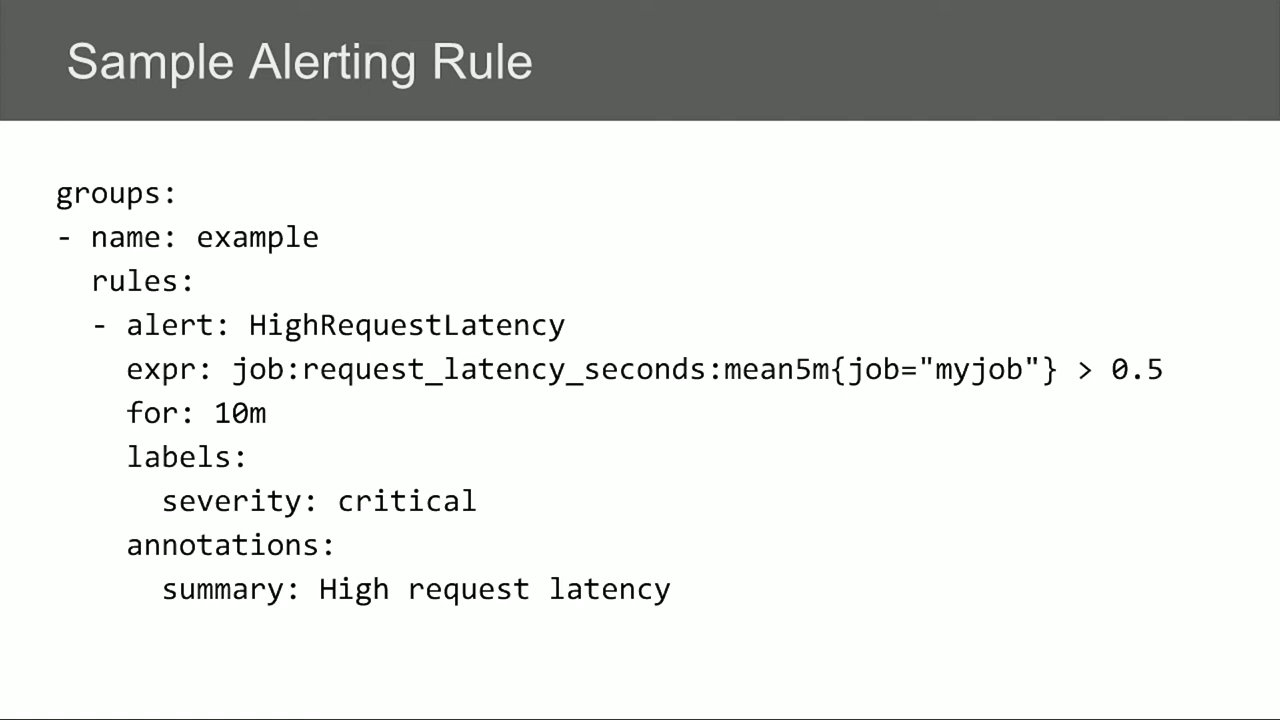 Sample Alerting Rule
groups:
- name: example
  rules:
  - alert: HighRequestLatency
    expr: job:request_latency_seconds:mean5m{job="myjob"} > 0.5
    for: 10m
    labels:
      severity: critical
    annotations:
      summary: High request latency